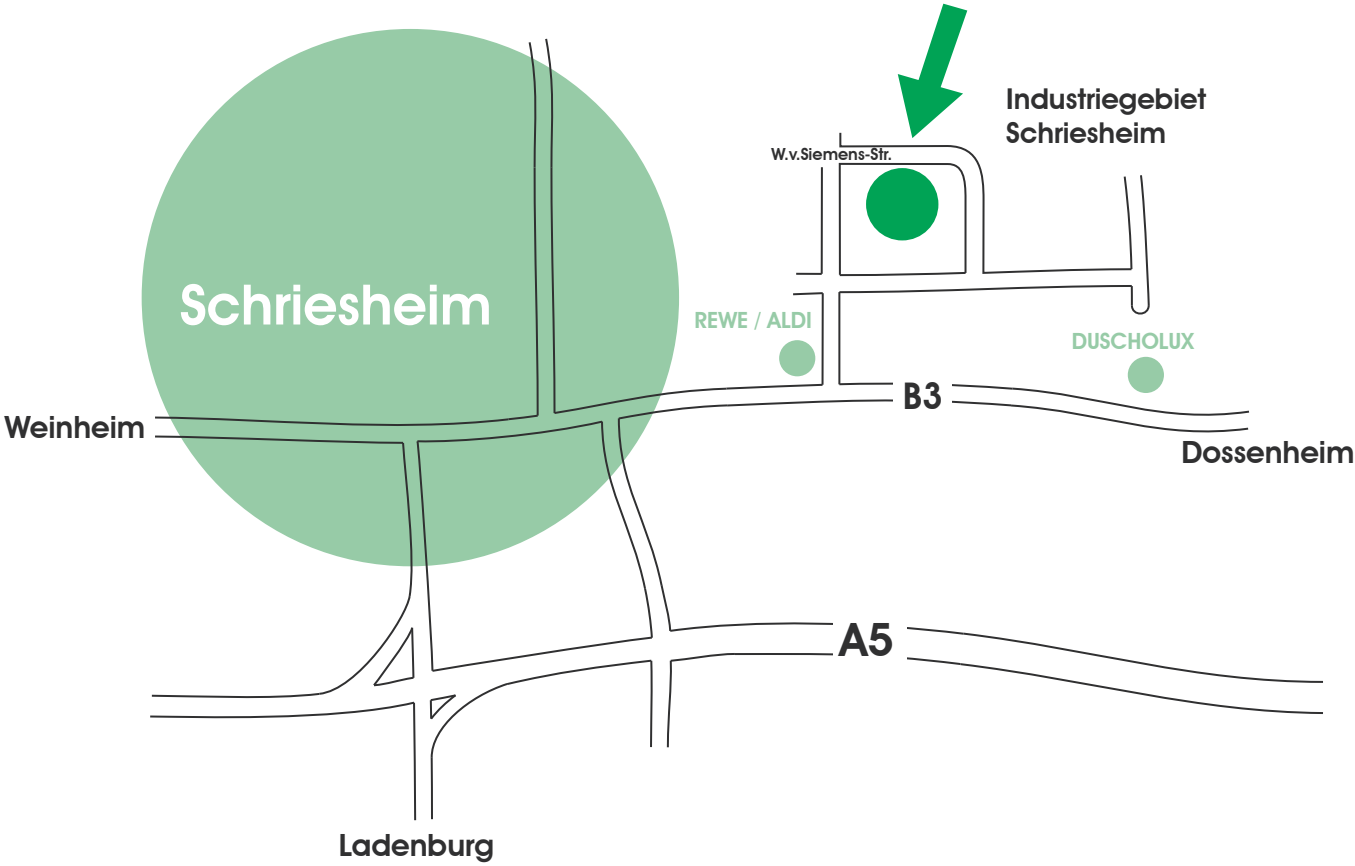 Industriegebiet
Schriesheim
W.v.Siemens-Str.
Schriesheim
REWE / ALDI
DUSCHOLUX
B3
Weinheim
Dossenheim
A5
Ladenburg